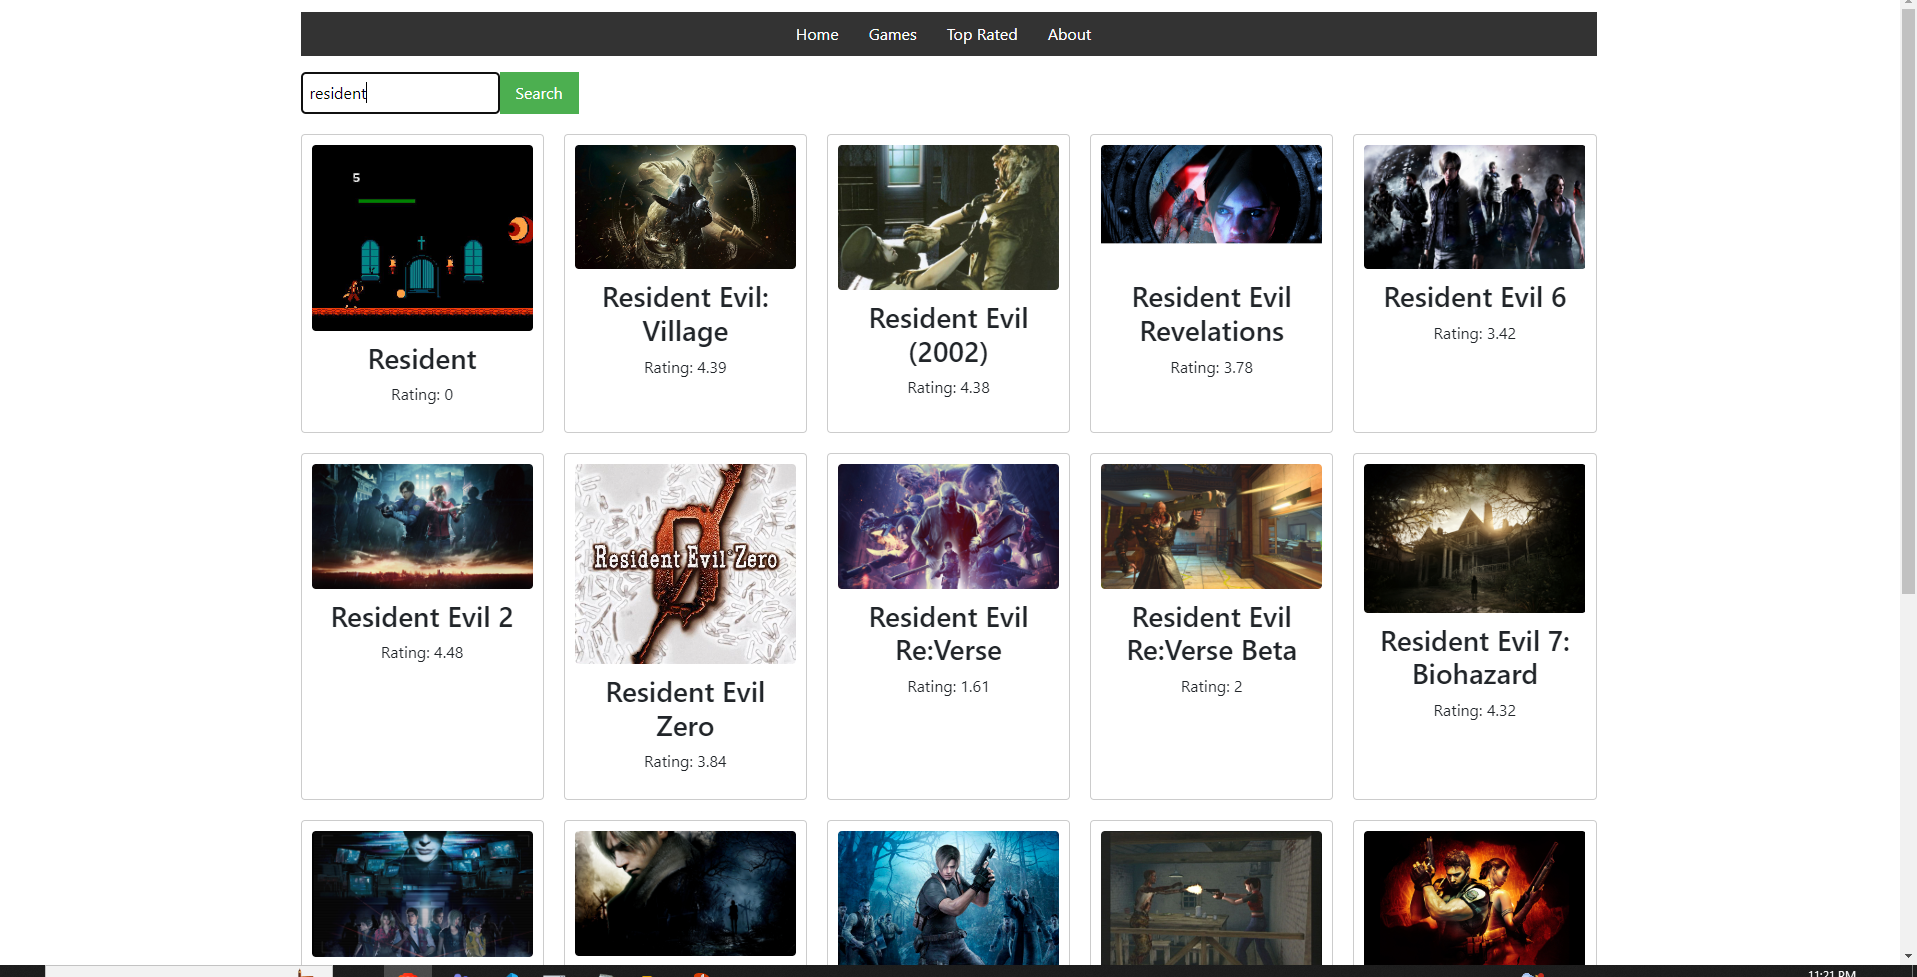 Home Games Top Rated About
resident Search
5
Resident
Rating: 0
Resident Evil:
Village
Rating: 4.39
Resident Evil
(2002)
Rating: 4.38
Resident Evil
Revelations
Rating: 3.78
Resident Evil 6
Rating: 3.42
Resident Evil 2
Rating: 4.48
Resident Evil Zero
Resident Evil
Zero
Rating: 3.84
Resident Evil
Re:Verse
Rating: 1.61
Resident Evil
Re:Verse Beta
Rating: 2
Resident Evil 7:
Biohazard
Rating: 4.32
11:21 PM